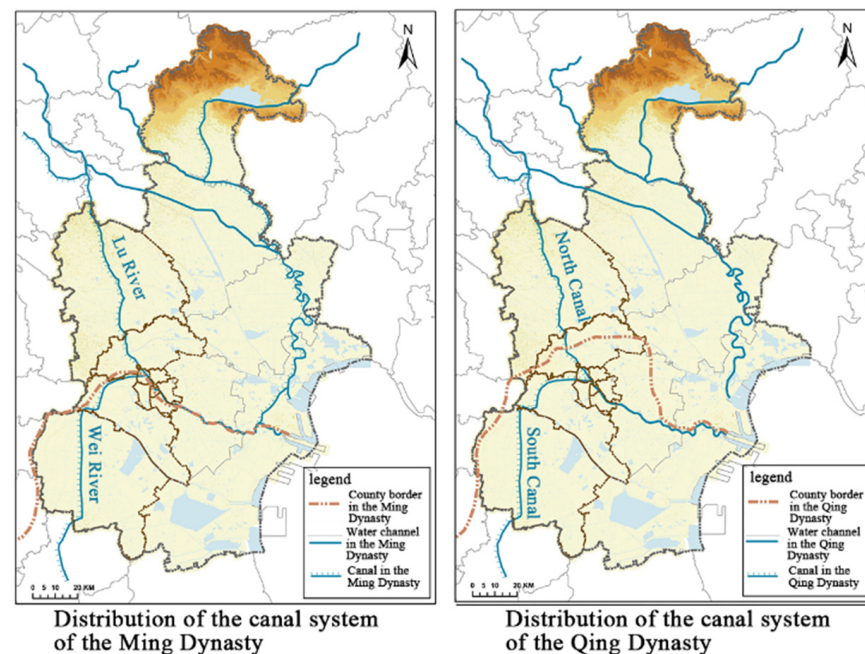 N
Lu River
Wei River
legend
County border
in the Ming
Dynasty
Water channel
in the Ming
Dynasty
Canal in the
Ming Dynasty
0 5 10 20 KM
Distribution of the canal system
of the Ming Dynasty
N
North Canal
South Canal
legend
County border
in the Qing
Dynasty
Water channel
in the Qing
Dynasty
Canal in the
Qing Dynasty
0 5 10 20 KM
Distribution of the canal system
of the Qing Dynasty